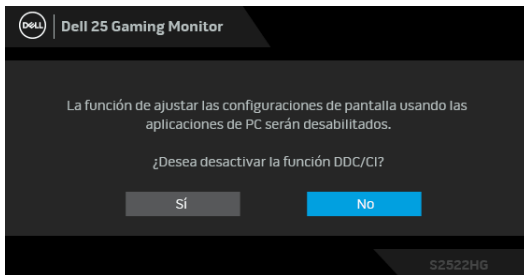 DELL
Dell 25 Gaming Monitor
La función de ajustar las configuraciones de pantalla usando las
aplicaciones de PC serán desabilitados.
¿Desea desactivar la función DDC/CI?
Sí
No
S2522HG